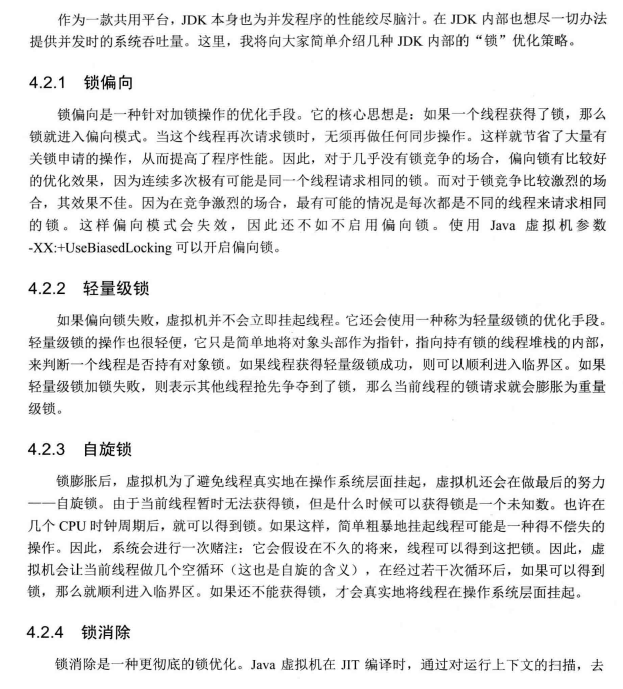 作为一款共用平台，JDK 本身也为并发程序的性能绞尽脑汁。在 JDK 内部也想尽一切办法
提供并发时的系统吞吐量。这里，我将向大家简单介绍几种 JDK 内部的“锁”优化策略。
4.2.1 锁偏向
锁偏向是一种针对加锁操作的优化手段。它的核心思想是：如果一个线程获得了锁，那么
锁就进入偏向模式。当这个线程再次请求锁时，无须再做任何同步操作。这样就节省了大量有
关锁申请的操作，从而提高了程序性能。因此，对于几乎没有锁竞争的场合，偏向锁有比较好
的优化效果，因为连续多次极有可能是同一个线程请求相同的锁。而对于锁竞争比较激烈的场
合，其效果不佳。因为在竞争激烈的场合，最有可能的情况是每次都是不同的线程来请求相同
的锁。这样偏向模式会失效，因此还不如不启用偏向锁。使用 Java 虚拟机参数
-XX:+UseBiasedLocking 可以开启偏向锁。
4.2.2 轻量级锁
如果偏向锁失败，虚拟机并不会立即挂起线程。它还会使用一种称为轻量级锁的优化手段。
轻量级锁的操作也很轻便，它只是简单地将对象头部作为指针，指向持有锁的线程堆栈的内部，
来判断一个线程是否持有对象锁。如果线程获得轻量级锁成功，则可以顺利进入临界区。如果
轻量级锁加锁失败，则表示其他线程抢先争夺到了锁，那么当前线程的锁请求就会膨胀为重量
级锁。
4.2.3 自旋锁
锁膨胀后，虚拟机为了避免线程真实地在操作系统层面挂起，虚拟机还会在做最后的努力
——自旋锁。由于当前线程暂时无法获得锁，但是什么时候可以获得锁是一个未知数。也许在
几个 CPU 时钟周期后，就可以得到锁。如果这样，简单粗暴地挂起线程可能是一种得不偿失的
操作。因此，系统会进行一次赌注：它会假设在不久的将来，线程可以得到这把锁。因此，虚
拟机会让当前线程做几个空循环（这也是自旋的含义），在经过若干次循环后，如果可以得到
锁，那么就顺利进入临界区。如果还不能获得锁，才会真实地将线程在操作系统层面挂起。
4.2.4 锁消除
锁消除是一种更彻底的锁优化。Java 虚拟机在 JIT 编译时，通过对运行上下文的扫描，去